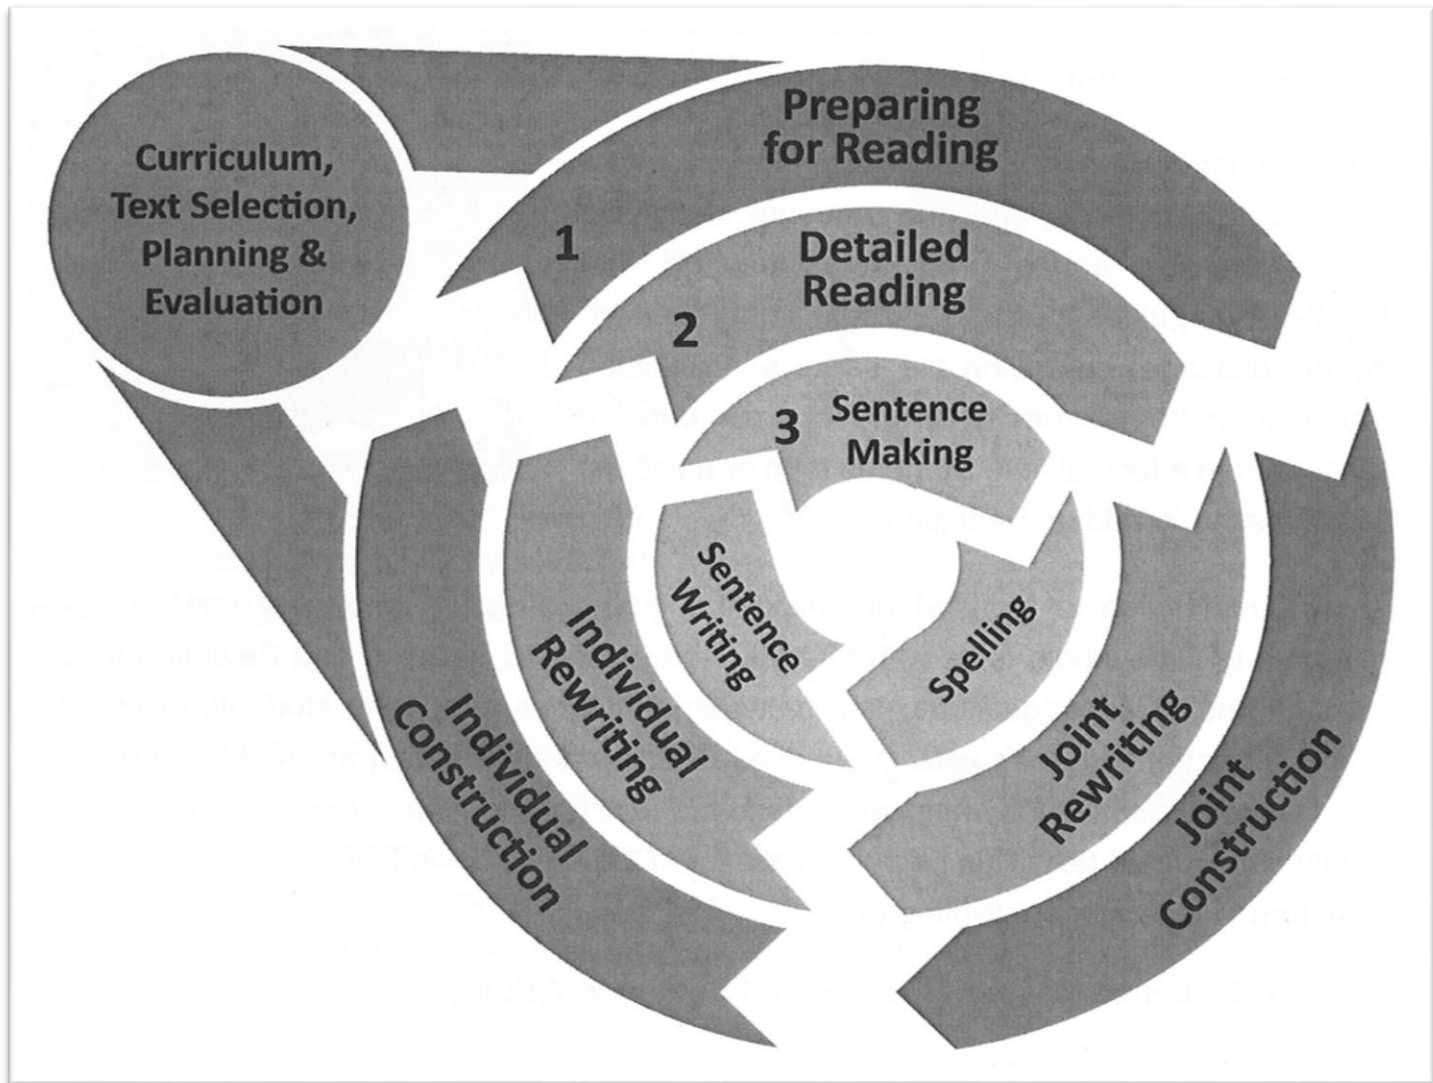 Curriculum,
Text Selection,
Planning &
Evaluation
1
Preparing
for Reading
2
Detailed
Reading
3
Sentence
Making
Sentence
Writing
Spelling
Individual
Rewriting
Joint
Rewriting
Individual
Construction
Joint
Construction